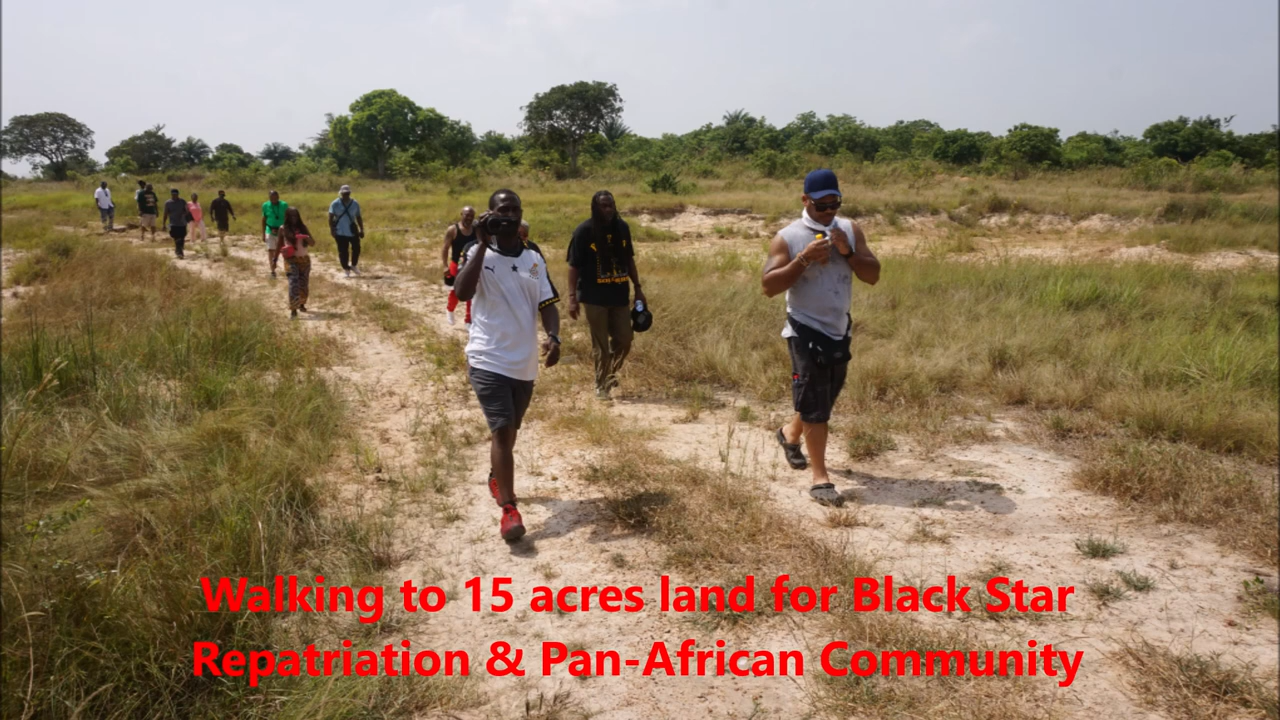 Walking to 15 acres land for Black Star
Repatriation & Pan-African Community